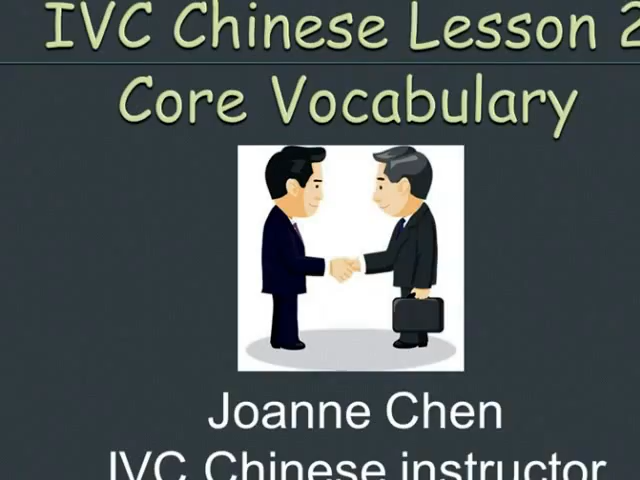 IVC Chinese Lesson 2
Core Vocabulary
Joanne Chen
IVC Chinese instructor